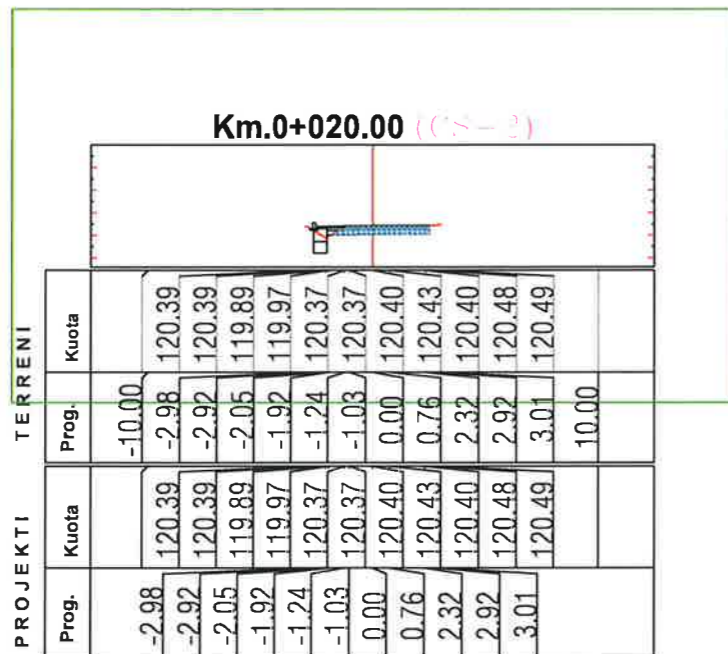 Km.0+020.00 (CS – 2)
TERRENI
Kuota
120.39 120.39 119.89 119.97 120.37 120.37 120.40 120.43 120.40 120.48 120.49
Prog.
-10.00 -2.98 -2.92 -2.05 -1.92 -1.24 -1.03 0.00 0.76 2.32 2.92 3.01 10.00
PROJEKTI
Kuota
120.39 120.39 119.89 119.97 120.37 120.37 120.40 120.43 120.40 120.48 120.49
Prog.
-2.98 -2.92 -2.05 -1.92 -1.24 -1.03 0.00 0.76 2.32 2.92 3.01